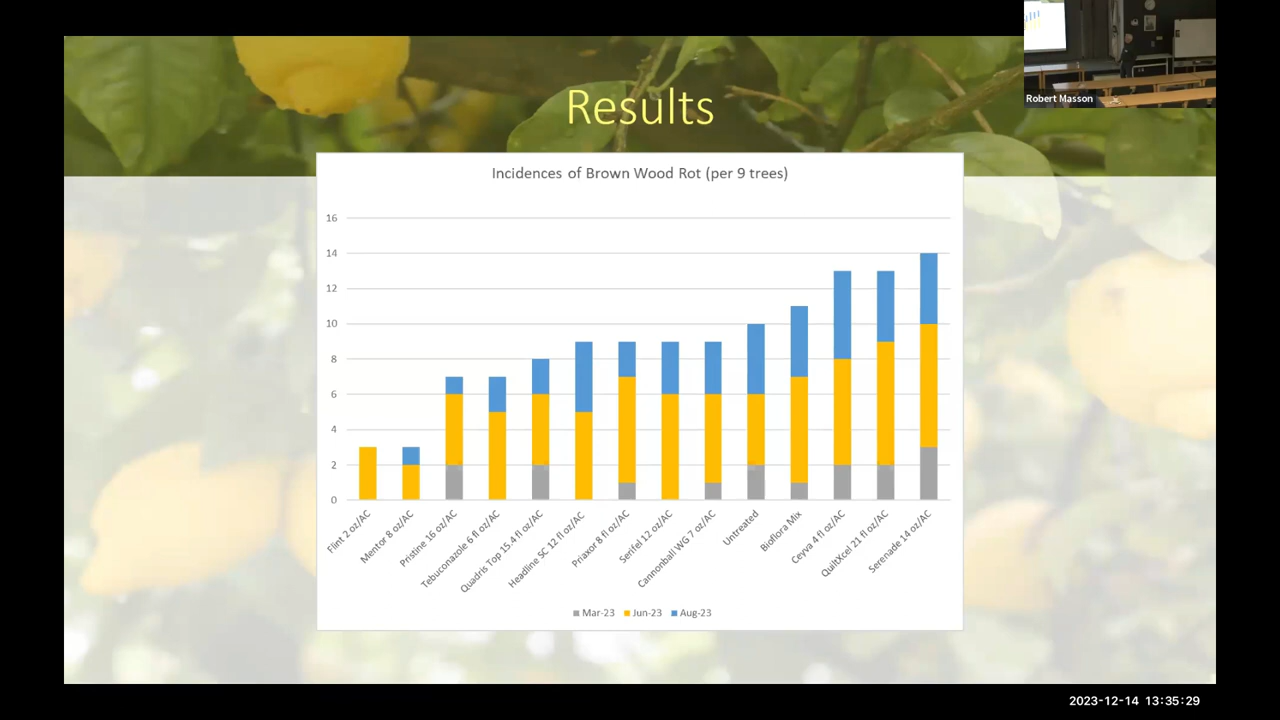 Robert Masson
Results
Incidences of Brown Wood Rot (per 9 trees)
16
14
12
10
8
6
4
2
0
Flint 2 oz/AC
Mentor 8 oz/AC
Pristine 16 oz/AC
Tebuconazole 6 fl oz/AC
Quadris Top 15.4 fl oz/AC
Headline SC 12 fl oz/AC
Priaxor 8 fl oz/AC
Serifel 12 oz/AC
Cannonball WG 7 oz/AC
Untreated
Bioflora Mix
Ceyva 4 fl oz/AC
QuiltXcel 21 fl oz/AC
Serenade 14 oz/AC
Mar-23 Jun-23 Aug-23
2023-12-14 13:35:29